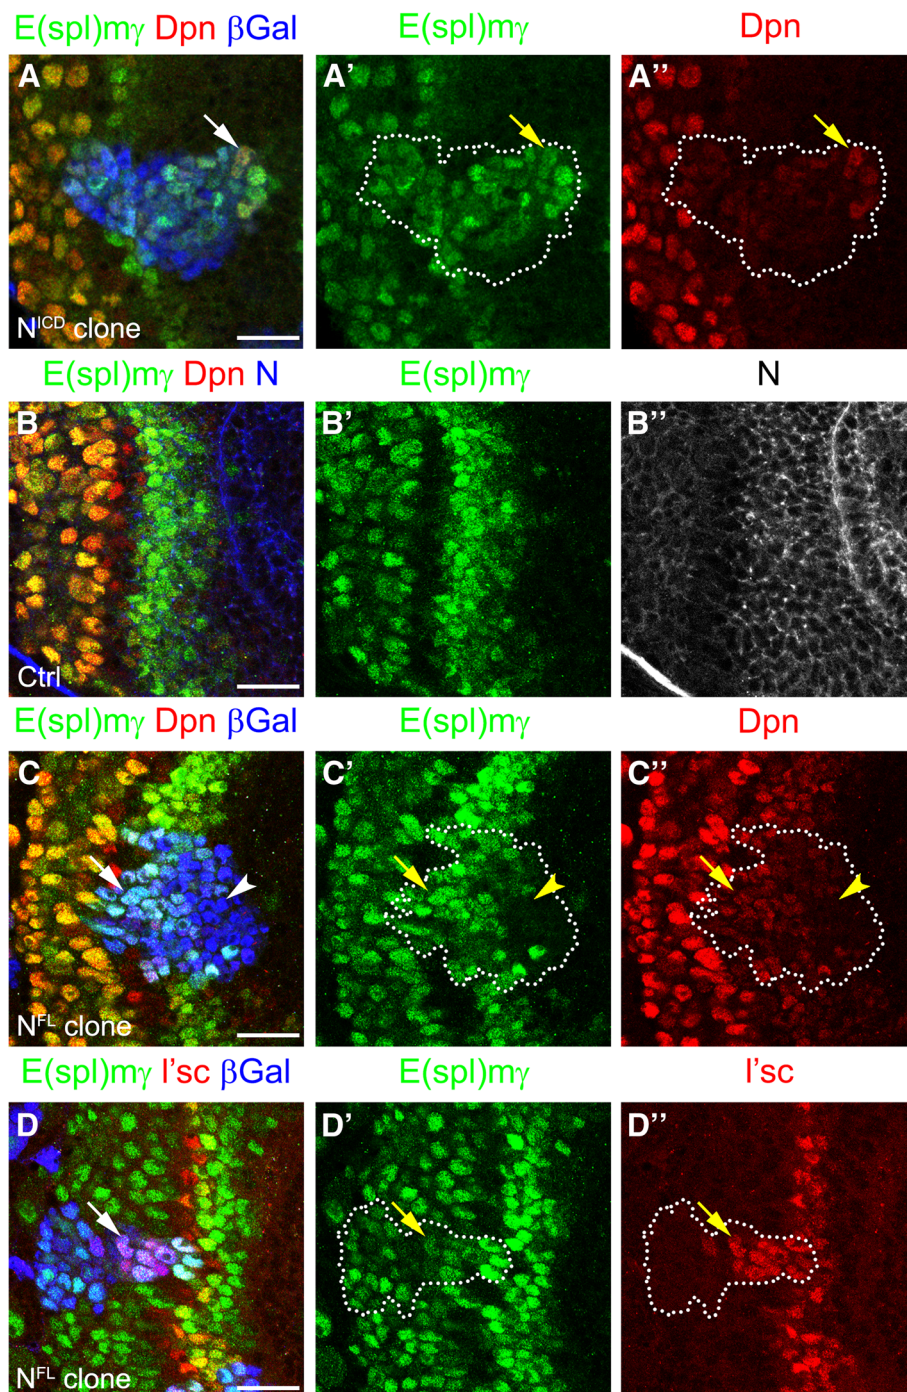 E(spl)mγ Dpn βGal E(spl)mγ Dpn
A A' A''
N^ICD clone
E(spl)mγ Dpn N E(spl)mγ N
B B' B''
Ctrl
E(spl)mγ Dpn βGal E(spl)mγ Dpn
C C' C''
N^FL clone
E(spl)mγ l'sc βGal E(spl)mγ l'sc
D D' D''
N^FL clone